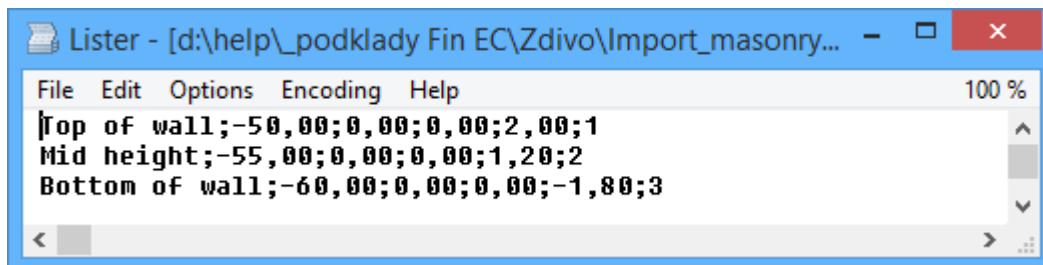 Lister - [d:\help\_podklady Fin EC\Zdivo\Import_masonry...
File Edit Options Encoding Help 100 %
Top of wall;-50,00;0,00;0,00;2,00;1
Mid height;-55,00;0,00;0,00;1,20;2
Bottom of wall;-60,00;0,00;0,00;-1,80;3